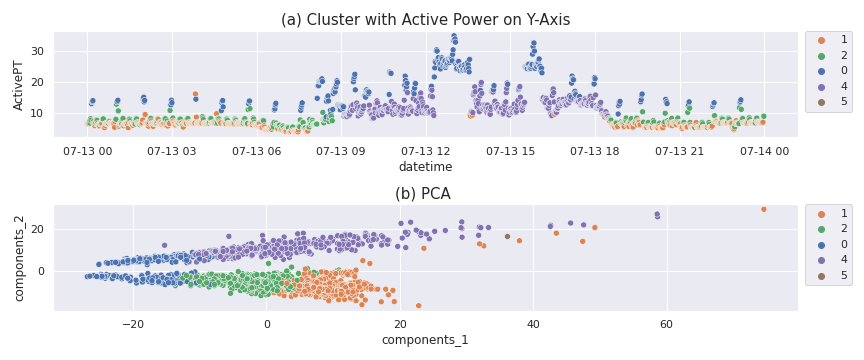 (a) Cluster with Active Power on Y-Axis
30
20
10
ActivePT
07-13 00 07-13 03 07-13 06 07-13 09 07-13 12 07-13 15 07-13 18 07-13 21 07-14 00
datetime
1
2
0
4
5
(b) PCA
20
0
components_2
−20 0 20 40 60
components_1
1
2
0
4
5